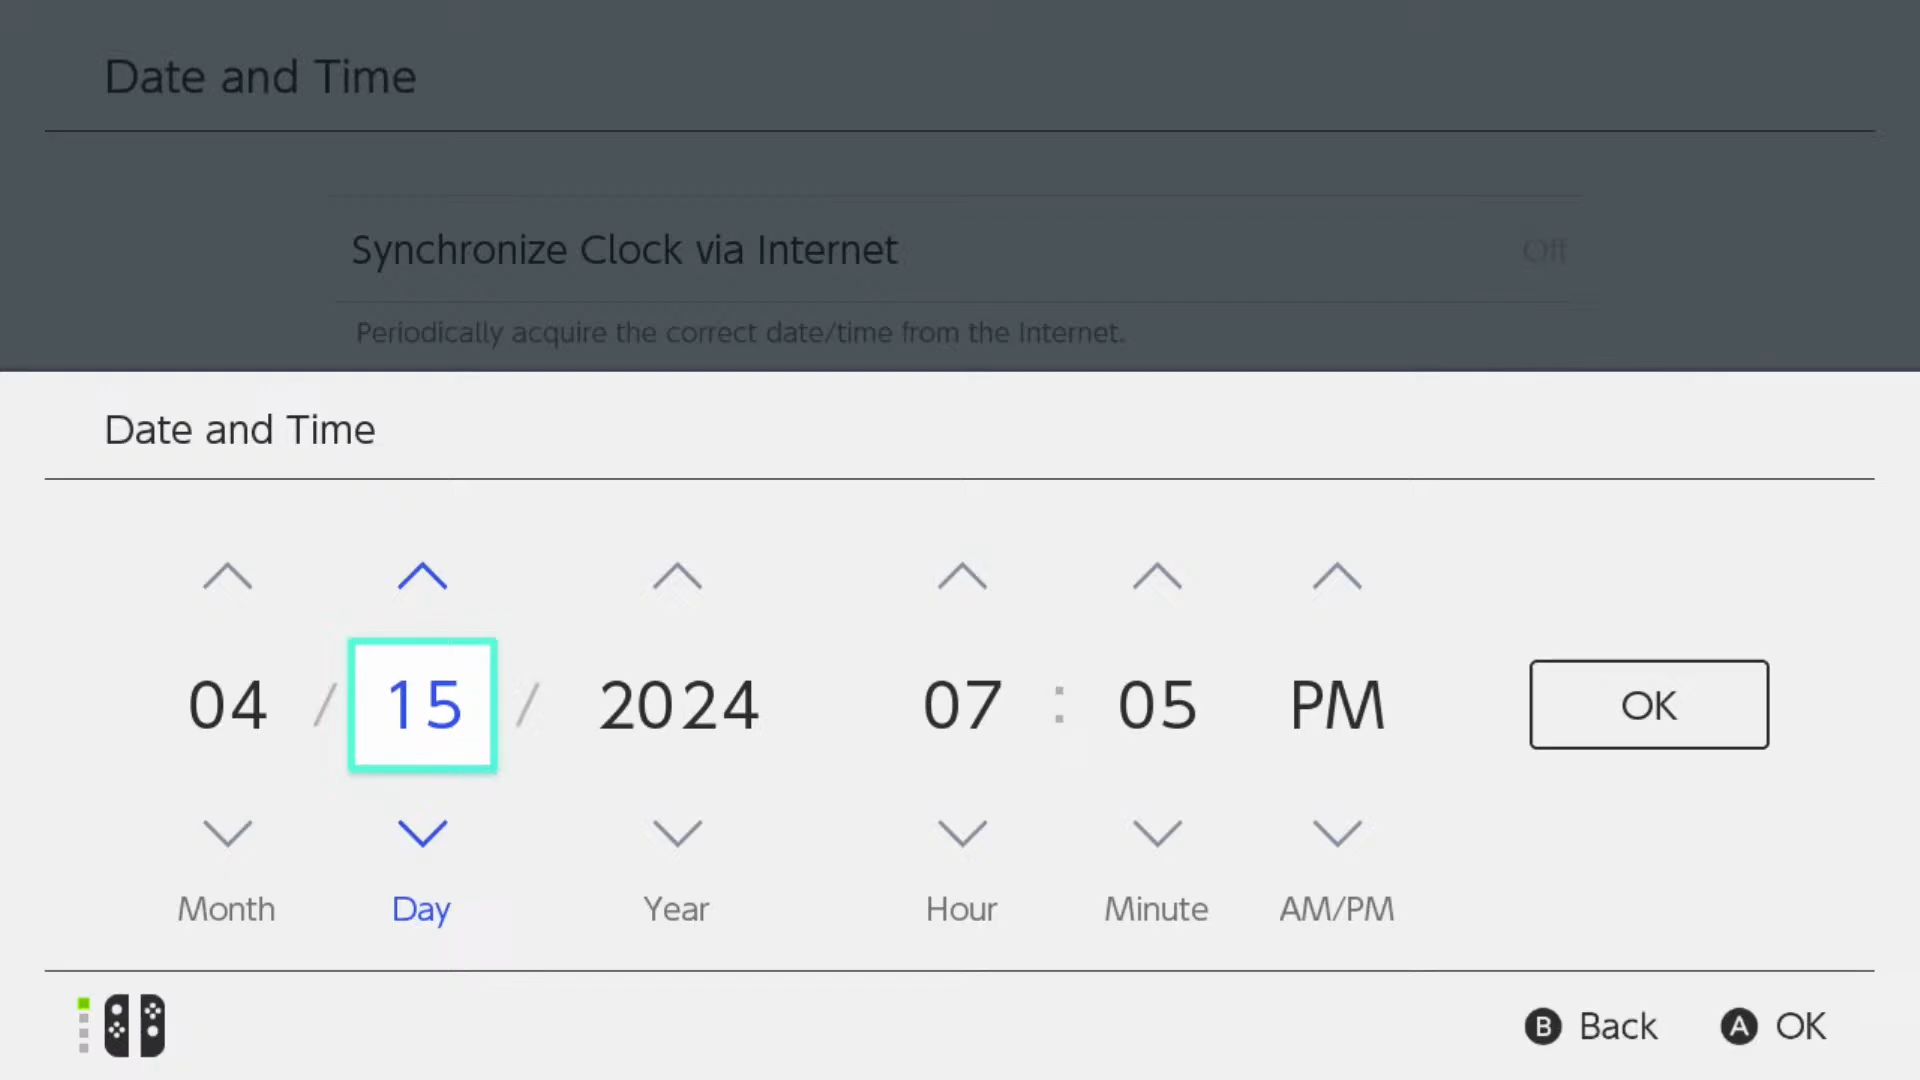 Date and Time
Synchronize Clock via Internet Off
Periodically acquire the correct date/time from the Internet.
Date and Time
04 / 15 / 2024 07 : 05 PM OK
Month Day Year Hour Minute AM/PM
B Back A OK